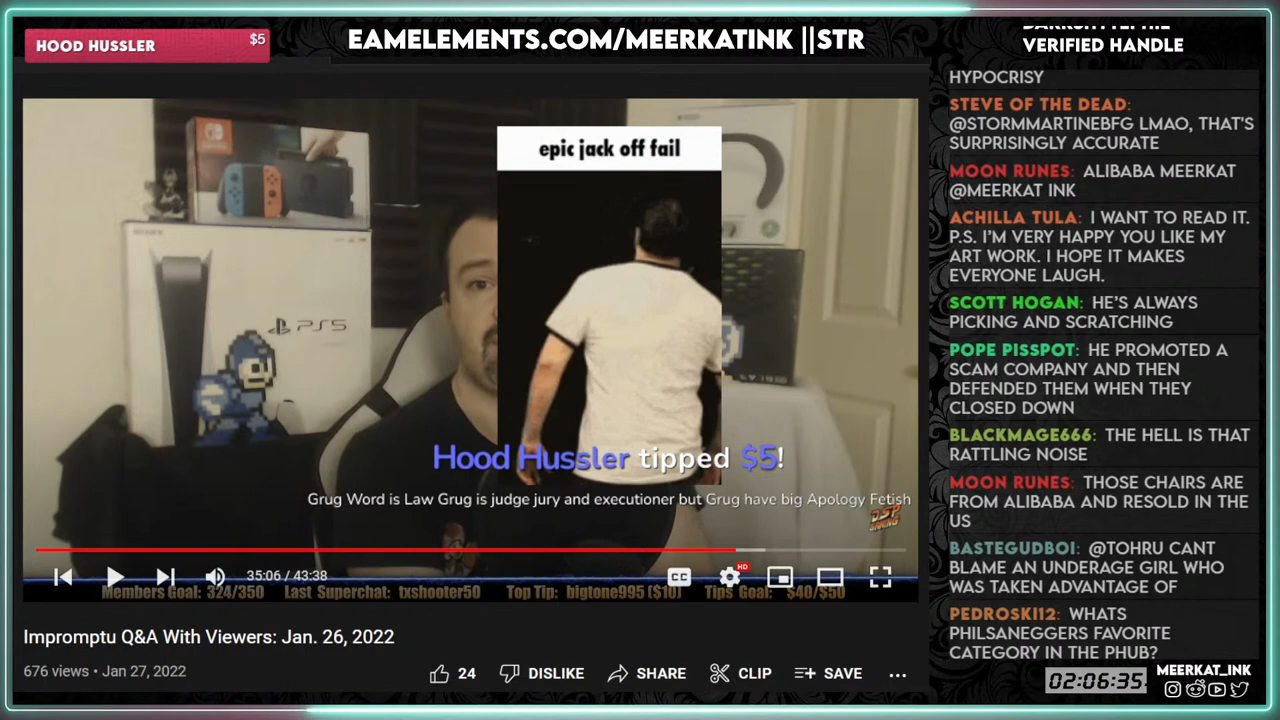 HOOD HUSSLER $5
EAMELEMENTS.COM/MEERKATINK ||STR
VERIFIED HANDLE
epic jack off fail
PS5
Hood Hussler tipped $5!
Grug Word is Law Grug is judge jury and executioner but Grug have big Apology Fetish
DSP
GAMING
35:06 / 43:38
CC
HD
Members Goal: 324/350 Last Superchat: txshooter50 Top Tip: bigtone995 ($10) Tips Goal: $40/$50
Impromptu Q&A With Viewers: Jan. 26, 2022
676 views • Jan 27, 2022
24 DISLIKE SHARE CLIP SAVE
HYPOCRISY
STEVE OF THE DEAD:
@STORMMARTINEBFG LMAO, THAT'S
SURPRISINGLY ACCURATE
MOON RUNES: ALIBABA MEERKAT
@MEERKAT INK
ACHILLA TULA: I WANT TO READ IT.
P.S. I'M VERY HAPPY YOU LIKE MY
ART WORK. I HOPE IT MAKES
EVERYONE LAUGH.
SCOTT HOGAN: HE'S ALWAYS
PICKING AND SCRATCHING
POPE PISSPOT: HE PROMOTED A
SCAM COMPANY AND THEN
DEFENDED THEM WHEN THEY
CLOSED DOWN
BLACKMAGE666: THE HELL IS THAT
RATTLING NOISE
MOON RUNES: THOSE CHAIRS ARE
FROM ALIBABA AND RESOLD IN THE
US
BASTEGUDBOI: @TOHRU CANT
BLAME AN UNDERAGE GIRL WHO
WAS TAKEN ADVANTAGE OF
PEDROSKI12: WHATS
PHILSANEGGERS FAVORITE
CATEGORY IN THE PHUB?
02:06:35
MEERKAT_INK